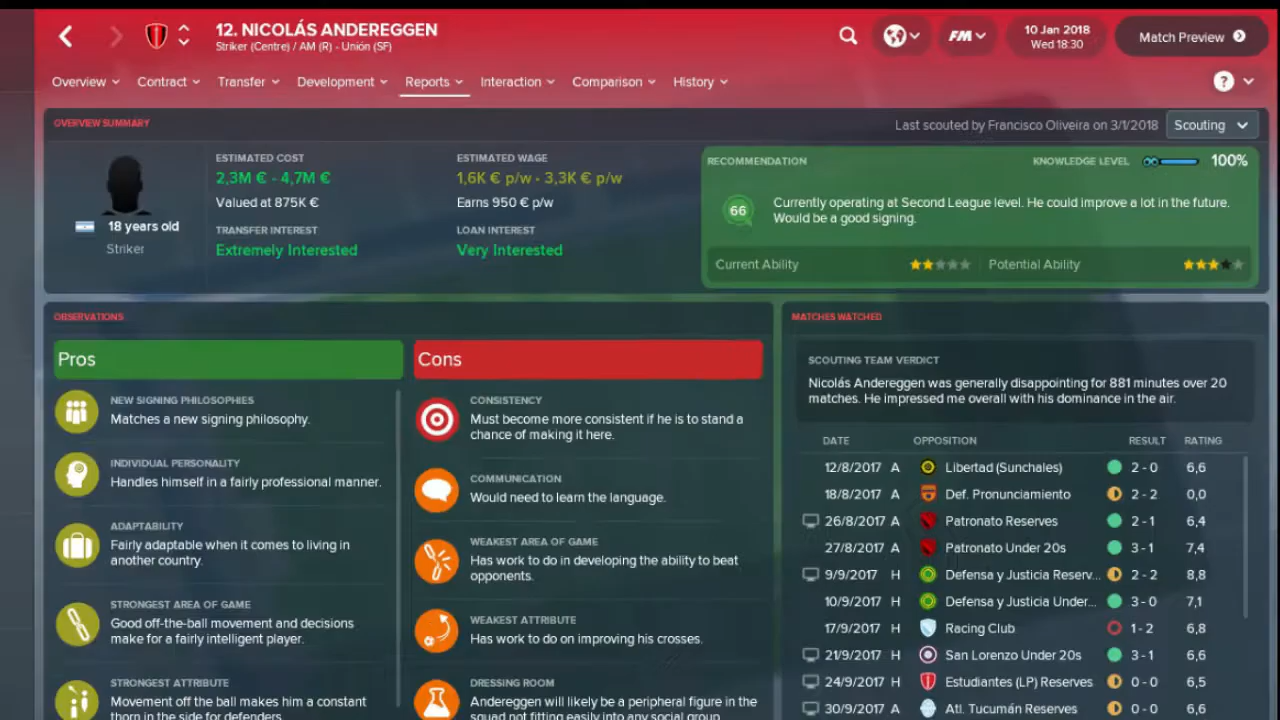 12. NICOLÁS ANDEREGGEN
Striker (Centre) / AM (R) - Unión (SF)
FM
10 Jan 2018
Wed 18:30
Match Preview
Overview
Contract
Transfer
Development
Reports
Interaction
Comparison
History
?
OVERVIEW SUMMARY
Last scouted by Francisco Oliveira on 3/1/2018
Scouting
18 years old
Striker
ESTIMATED COST
2,3M € - 4,7M €
Valued at 875K €
TRANSFER INTEREST
Extremely Interested
ESTIMATED WAGE
1,6K € p/w - 3,3K € p/w
Earns 950 € p/w
LOAN INTEREST
Very Interested
RECOMMENDATION
KNOWLEDGE LEVEL
100%
66
Currently operating at Second League level. He could improve a lot in the future.
Would be a good signing.
Current Ability
Potential Ability
OBSERVATIONS
Pros
NEW SIGNING PHILOSOPHIES
Matches a new signing philosophy.
INDIVIDUAL PERSONALITY
Handles himself in a fairly professional manner.
ADAPTABILITY
Fairly adaptable when it comes to living in
another country.
STRONGEST AREA OF GAME
Good off-the-ball movement and decisions
make for a fairly intelligent player.
STRONGEST ATTRIBUTE
Movement off the ball makes him a constant
thorn in the side for defenders.
Cons
CONSISTENCY
Must become more consistent if he is to stand a
chance of making it here.
COMMUNICATION
Would need to learn the language.
WEAKEST AREA OF GAME
Has work to do in developing the ability to beat
opponents.
WEAKEST ATTRIBUTE
Has work to do on improving his crosses.
DRESSING ROOM
Andereggen will likely be a peripheral figure in the
squad not fitting easily into any social group.
MATCHES WATCHED
SCOUTING TEAM VERDICT
Nicolás Andereggen was generally disappointing for 881 minutes over 20
matches. He impressed me overall with his dominance in the air.
DATE OPPOSITION RESULT RATING
12/8/2017 A Libertad (Sunchales) 2 - 0 6,6
18/8/2017 A Def. Pronunciamiento 2 - 2 0,0
26/8/2017 A Patronato Reserves 2 - 1 6,4
27/8/2017 A Patronato Under 20s 3 - 1 7,4
9/9/2017 H Defensa y Justicia Reserv... 2 - 2 8,8
10/9/2017 H Defensa y Justicia Under... 3 - 0 7,1
17/9/2017 H Racing Club 1 - 2 6,8
21/9/2017 H San Lorenzo Under 20s 3 - 1 6,6
24/9/2017 H Estudiantes (LP) Reserves 0 - 0 6,5
30/9/2017 A Atl. Tucumán Reserves 0 - 0 6,6